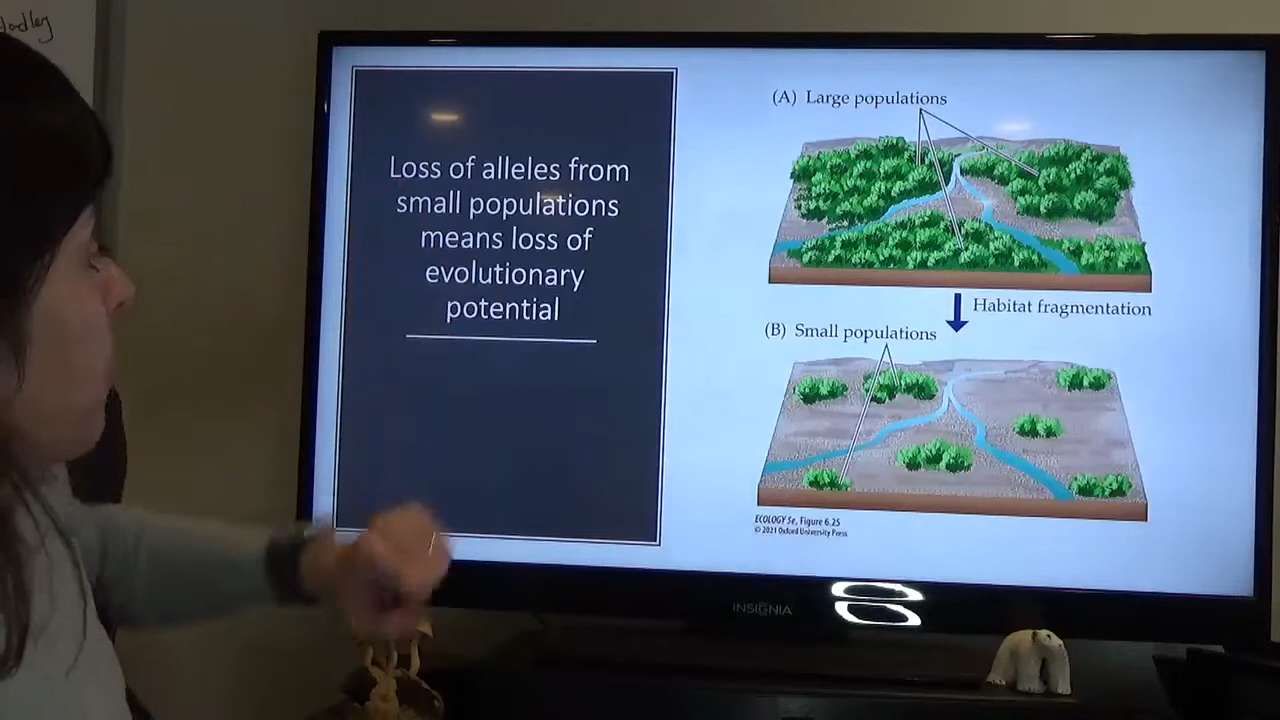 Loss of alleles from
small populations
means loss of
evolutionary
potential
(A) Large populations
Habitat fragmentation
(B) Small populations
ECOLOGY 5e, Figure 6.25
© 2021 Oxford University Press
INSIGNIA